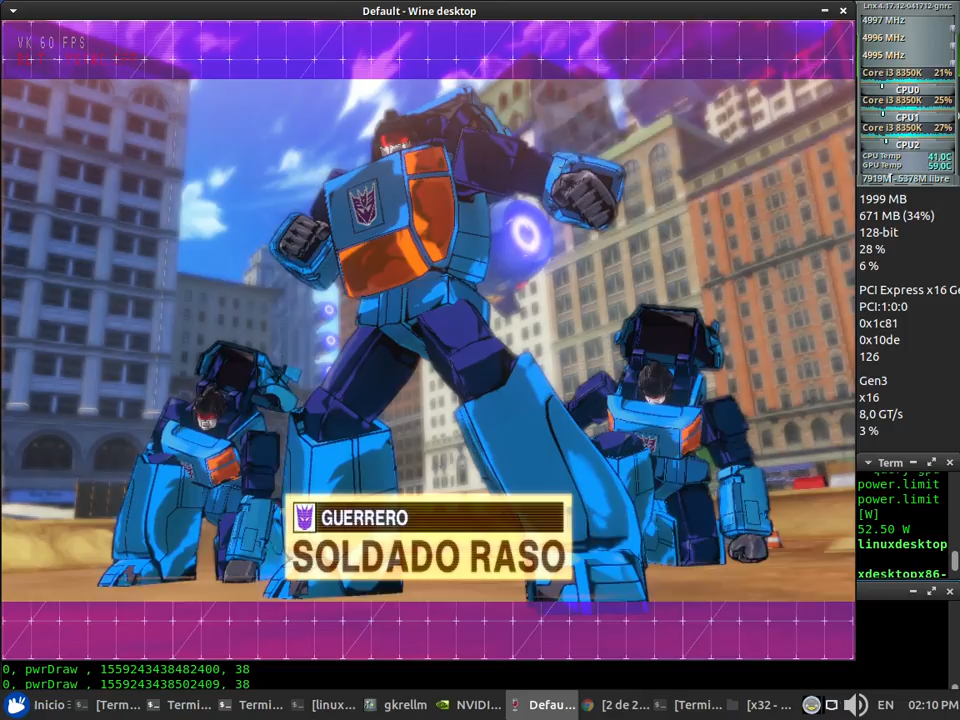 Default - Wine desktop
VK 60 FPS
GUERRERO
SOLDADO RASO
Lnx 4.17.12-041712-gnrc
4997 MHz
4996 MHz
4995 MHz
Core i3 8350K 21%
CPU0
Core i3 8350K 25%
CPU1
Core i3 8350K 27%
CPU2
CPU Temp 41,0C
GPU Temp 59,0C
7919M - 5378M libre
1999 MB
671 MB (34%)
128-bit
28 %
6 %
PCI Express x16 Ge
PCI:1:0:0
0x1c81
0x10de
126
Gen3
x16
8,0 GT/s
3 %
Term
power.limit
power.limit
[W]
52.50 W
linuxdesktop
xdesktopx86-
0, pwrDraw , 1559243438482400, 38
0, pwrDraw , 1559243438502409, 38
Inicio
[Term...
Termi...
Termi...
[linux...
gkrellm
NVIDI...
Defau...
[2 de 2...
[Termi...
[x32 - ...
EN
02:10 PM